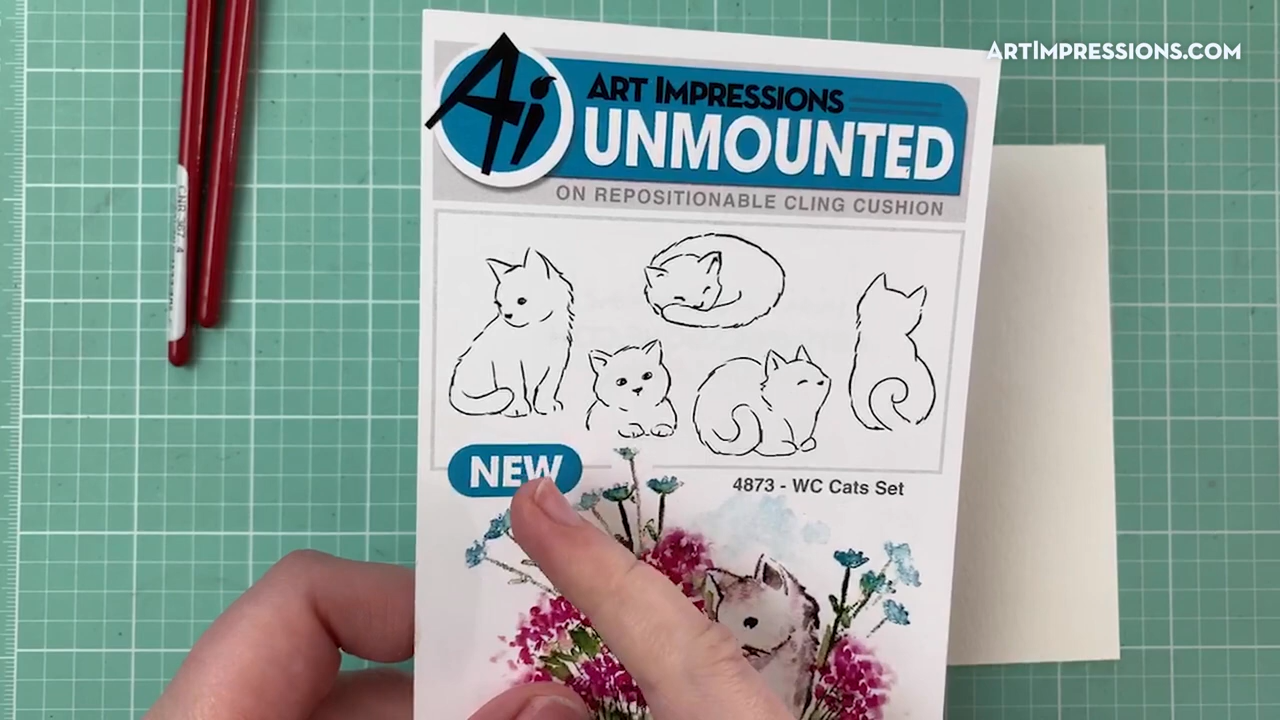 ARTIMPRESSIONS.COM
Ai
ART IMPRESSIONS
UNMOUNTED
ON REPOSITIONABLE CLING CUSHION
NEW
4873 - WC Cats Set